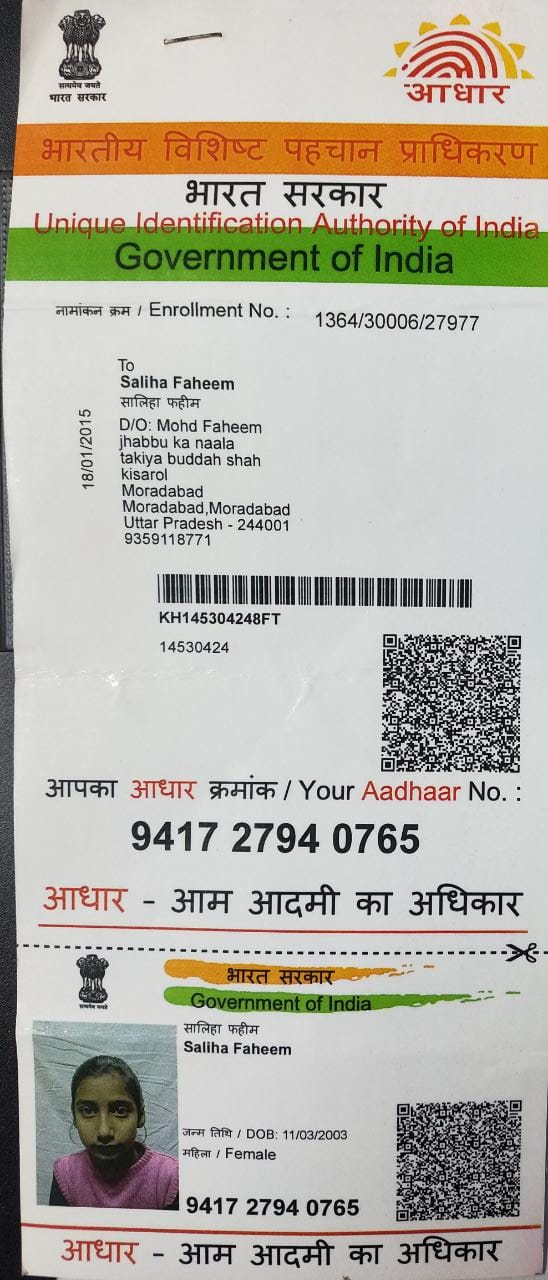 सत्यमेव जयते
भारत सरकार
आधार
भारतीय विशिष्ट पहचान प्राधिकरण
भारत सरकार
Unique Identification Authority of India
Government of India
नामांकन क्रम / Enrollment No. : 1364/30006/27977
To
Saliha Faheem
सालिहा फहीम
D/O: Mohd Faheem
jhabbu ka naala
takiya buddah shah
kisarol
Moradabad
Moradabad,Moradabad
Uttar Pradesh - 244001
9359118771
18/01/2015
KH145304248FT
14530424
आपका आधार क्रमांक / Your Aadhaar No. :
9417 2794 0765
आधार - आम आदमी का अधिकार
सत्यमेव जयते
भारत सरकार
Government of India
सालिहा फहीम
Saliha Faheem
जन्म तिथि / DOB: 11/03/2003
महिला / Female
9417 2794 0765
आधार - आम आदमी का अधिकार